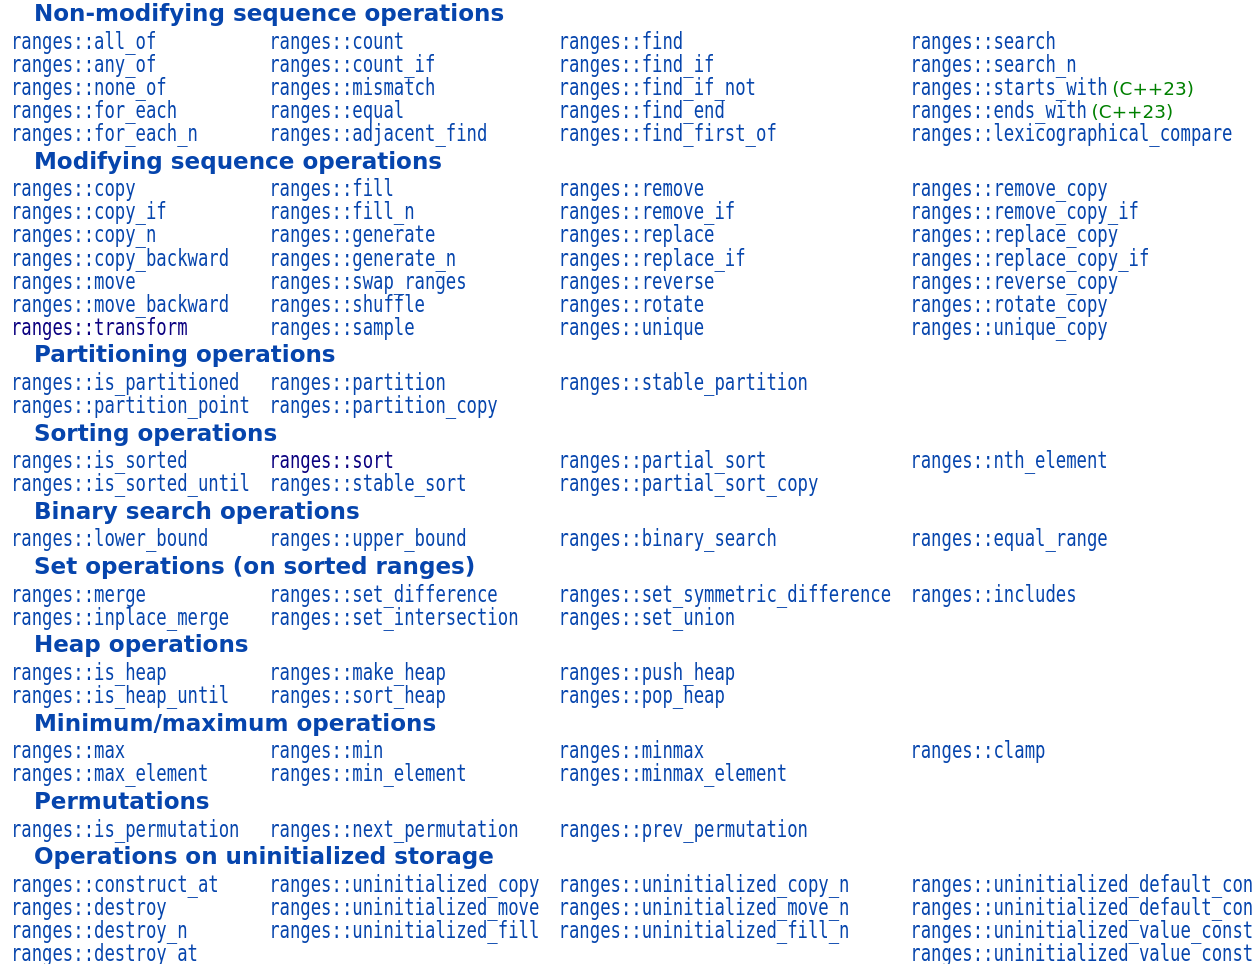 Non-modifying sequence operations
ranges::all_of ranges::count ranges::find ranges::search
ranges::any_of ranges::count_if ranges::find_if ranges::search_n
ranges::none_of ranges::mismatch ranges::find_if_not ranges::starts_with (C++23)
ranges::for_each ranges::equal ranges::find_end ranges::ends_with (C++23)
ranges::for_each_n ranges::adjacent_find ranges::find_first_of ranges::lexicographical_compare
Modifying sequence operations
ranges::copy ranges::fill ranges::remove ranges::remove_copy
ranges::copy_if ranges::fill_n ranges::remove_if ranges::remove_copy_if
ranges::copy_n ranges::generate ranges::replace ranges::replace_copy
ranges::copy_backward ranges::generate_n ranges::replace_if ranges::replace_copy_if
ranges::move ranges::swap_ranges ranges::reverse ranges::reverse_copy
ranges::move_backward ranges::shuffle ranges::rotate ranges::rotate_copy
ranges::transform ranges::sample ranges::unique ranges::unique_copy
Partitioning operations
ranges::is_partitioned ranges::partition ranges::stable_partition
ranges::partition_point ranges::partition_copy
Sorting operations
ranges::is_sorted ranges::sort ranges::partial_sort ranges::nth_element
ranges::is_sorted_until ranges::stable_sort ranges::partial_sort_copy
Binary search operations
ranges::lower_bound ranges::upper_bound ranges::binary_search ranges::equal_range
Set operations (on sorted ranges)
ranges::merge ranges::set_difference ranges::set_symmetric_difference ranges::includes
ranges::inplace_merge ranges::set_intersection ranges::set_union
Heap operations
ranges::is_heap ranges::make_heap ranges::push_heap
ranges::is_heap_until ranges::sort_heap ranges::pop_heap
Minimum/maximum operations
ranges::max ranges::min ranges::minmax ranges::clamp
ranges::max_element ranges::min_element ranges::minmax_element
Permutations
ranges::is_permutation ranges::next_permutation ranges::prev_permutation
Operations on uninitialized storage
ranges::construct_at ranges::uninitialized_copy ranges::uninitialized_copy_n ranges::uninitialized_default_con
ranges::destroy ranges::uninitialized_move ranges::uninitialized_move_n ranges::uninitialized_default_con
ranges::destroy_n ranges::uninitialized_fill ranges::uninitialized_fill_n ranges::uninitialized_value_const
ranges::destroy_at ranges::uninitialized_value_const